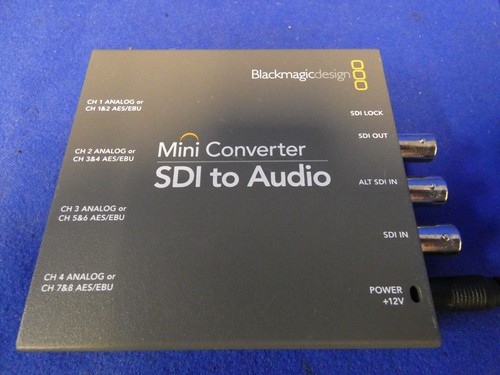 Blackmagicdesign
CH 1 ANALOG or
CH 1&2 AES/EBU
SDI LOCK
SDI OUT
Mini Converter
SDI to Audio
CH 2 ANALOG or
CH 3&4 AES/EBU
ALT SDI IN
CH 3 ANALOG or
CH 5&6 AES/EBU
SDI IN
CH 4 ANALOG or
CH 7&8 AES/EBU
POWER
+12V